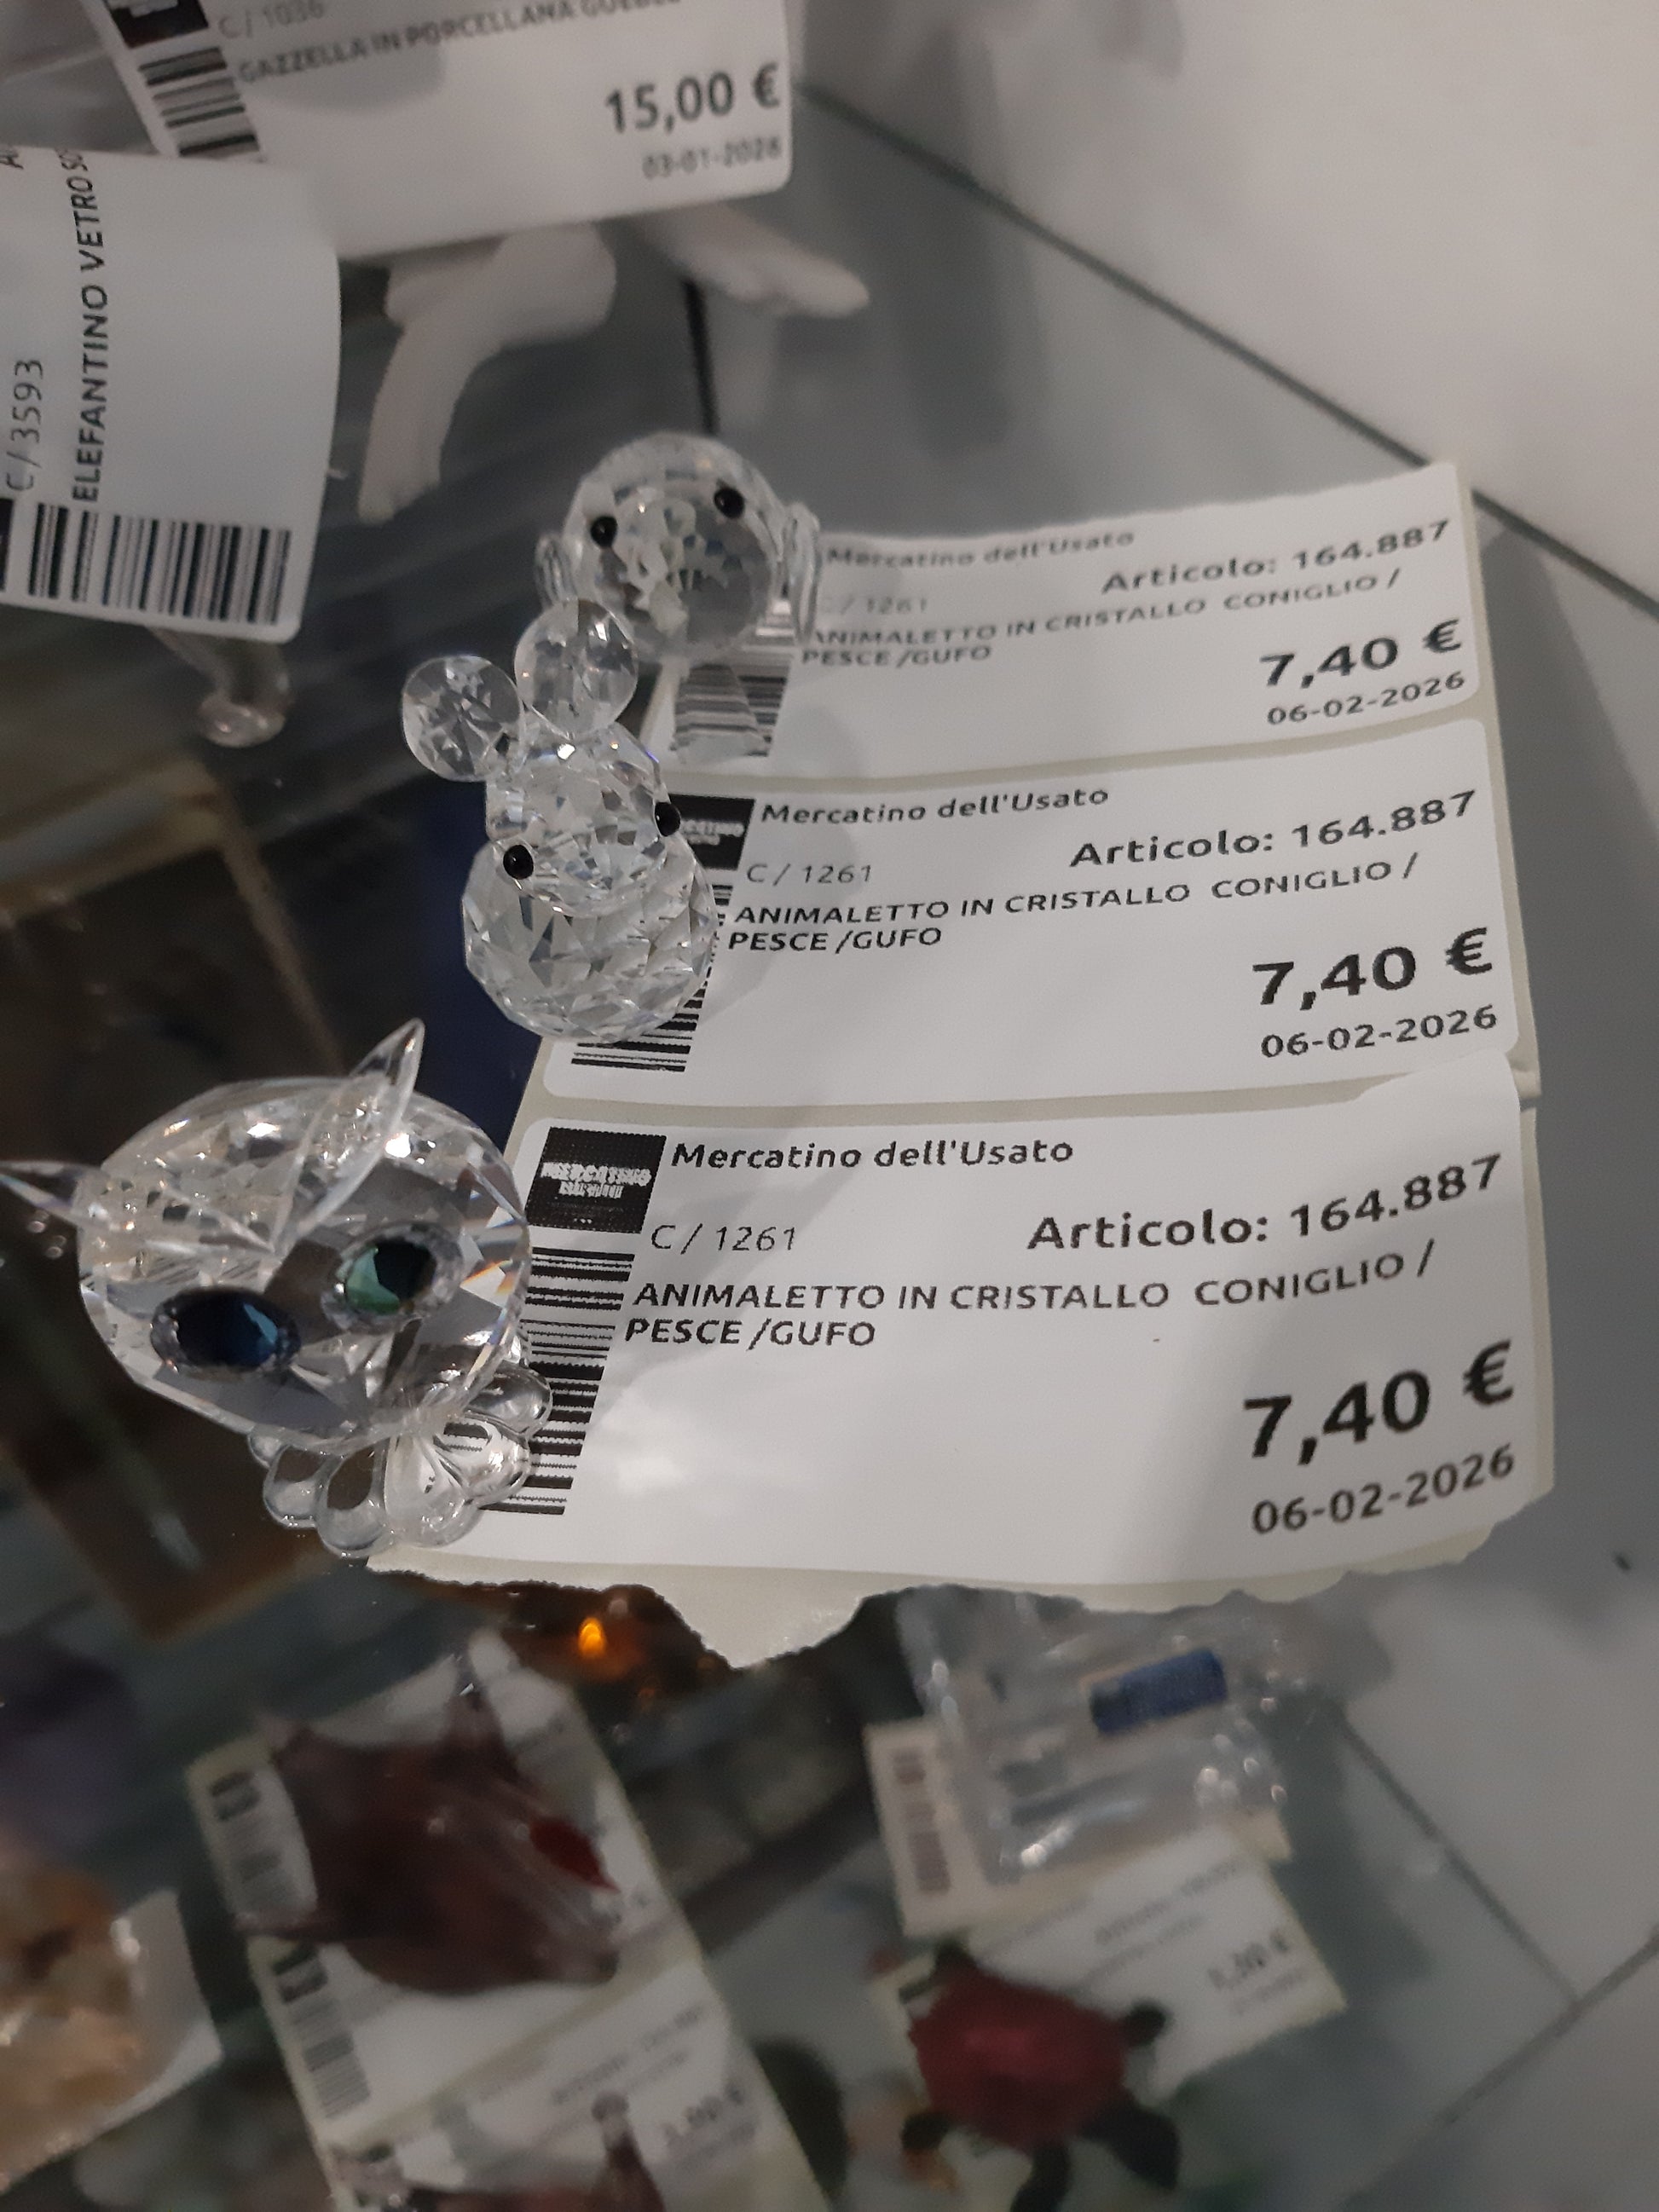 C / 1036
GAZZELLA IN PORCELLANA
15,00 €
03-01-2026
C / 3593
ELEFANTINO VETRO
Mercatino dell'Usato
Articolo: 164.887
C / 1261
ANIMALETTO IN CRISTALLO CONIGLIO /
PESCE /GUFO
7,40 €
06-02-2026
Mercatino dell'Usato
Articolo: 164.887
C / 1261
ANIMALETTO IN CRISTALLO CONIGLIO /
PESCE /GUFO
7,40 €
06-02-2026
Mercatino dell'Usato
Articolo: 164.887
C / 1261
ANIMALETTO IN CRISTALLO CONIGLIO /
PESCE /GUFO
7,40 €
06-02-2026